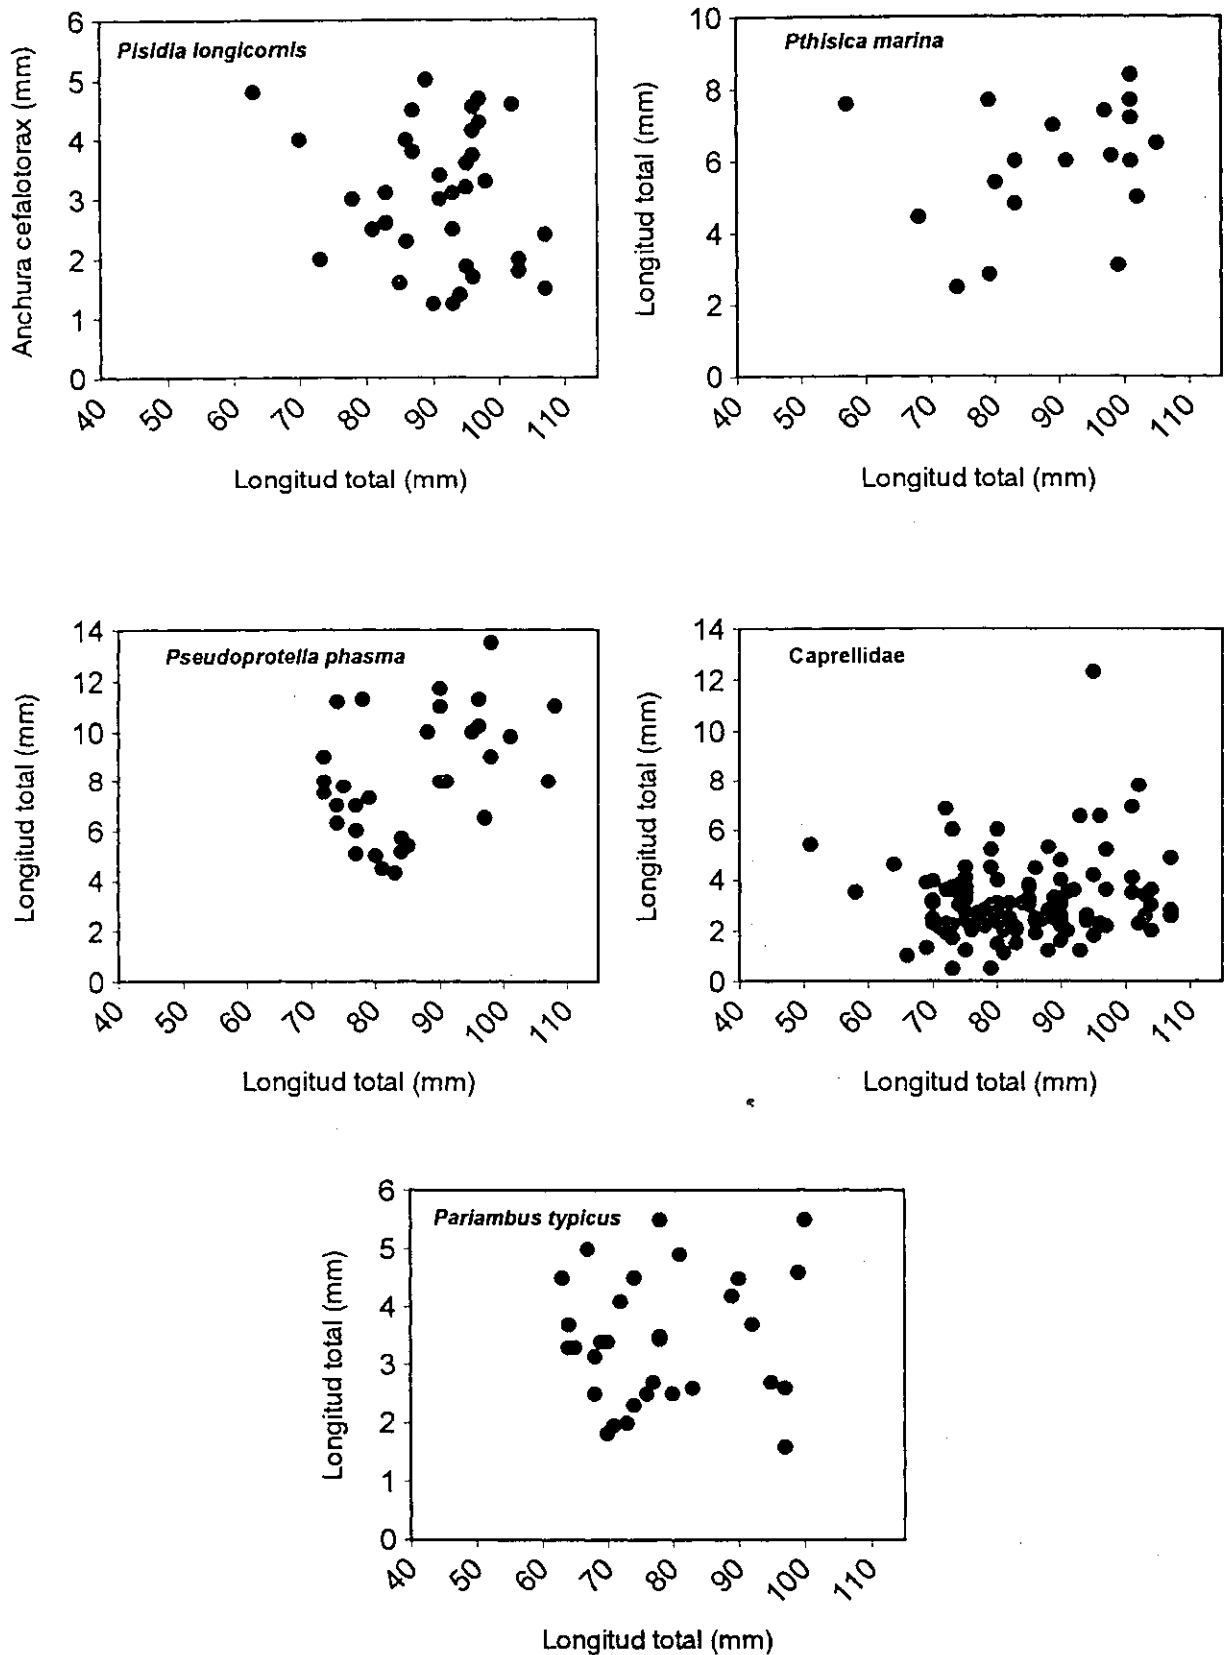 Pisidia longicornis
Anchura cefalotorax (mm)
6
5
4
3
2
1
0
40 50 60 70 80 90 100 110
Longitud total (mm)
Pthisica marina
Longitud total (mm)
10
8
6
4
2
0
40 50 60 70 80 90 100 110
Longitud total (mm)
Pseudoprotella phasma
Longitud total (mm)
14
12
10
8
6
4
2
0
40 50 60 70 80 90 100 110
Longitud total (mm)
Caprellidae
Longitud total (mm)
14
12
10
8
6
4
2
0
40 50 60 70 80 90 100 110
Longitud total (mm)
Pariambus typicus
Longitud total (mm)
6
5
4
3
2
1
0
40 50 60 70 80 90 100 110
Longitud total (mm)